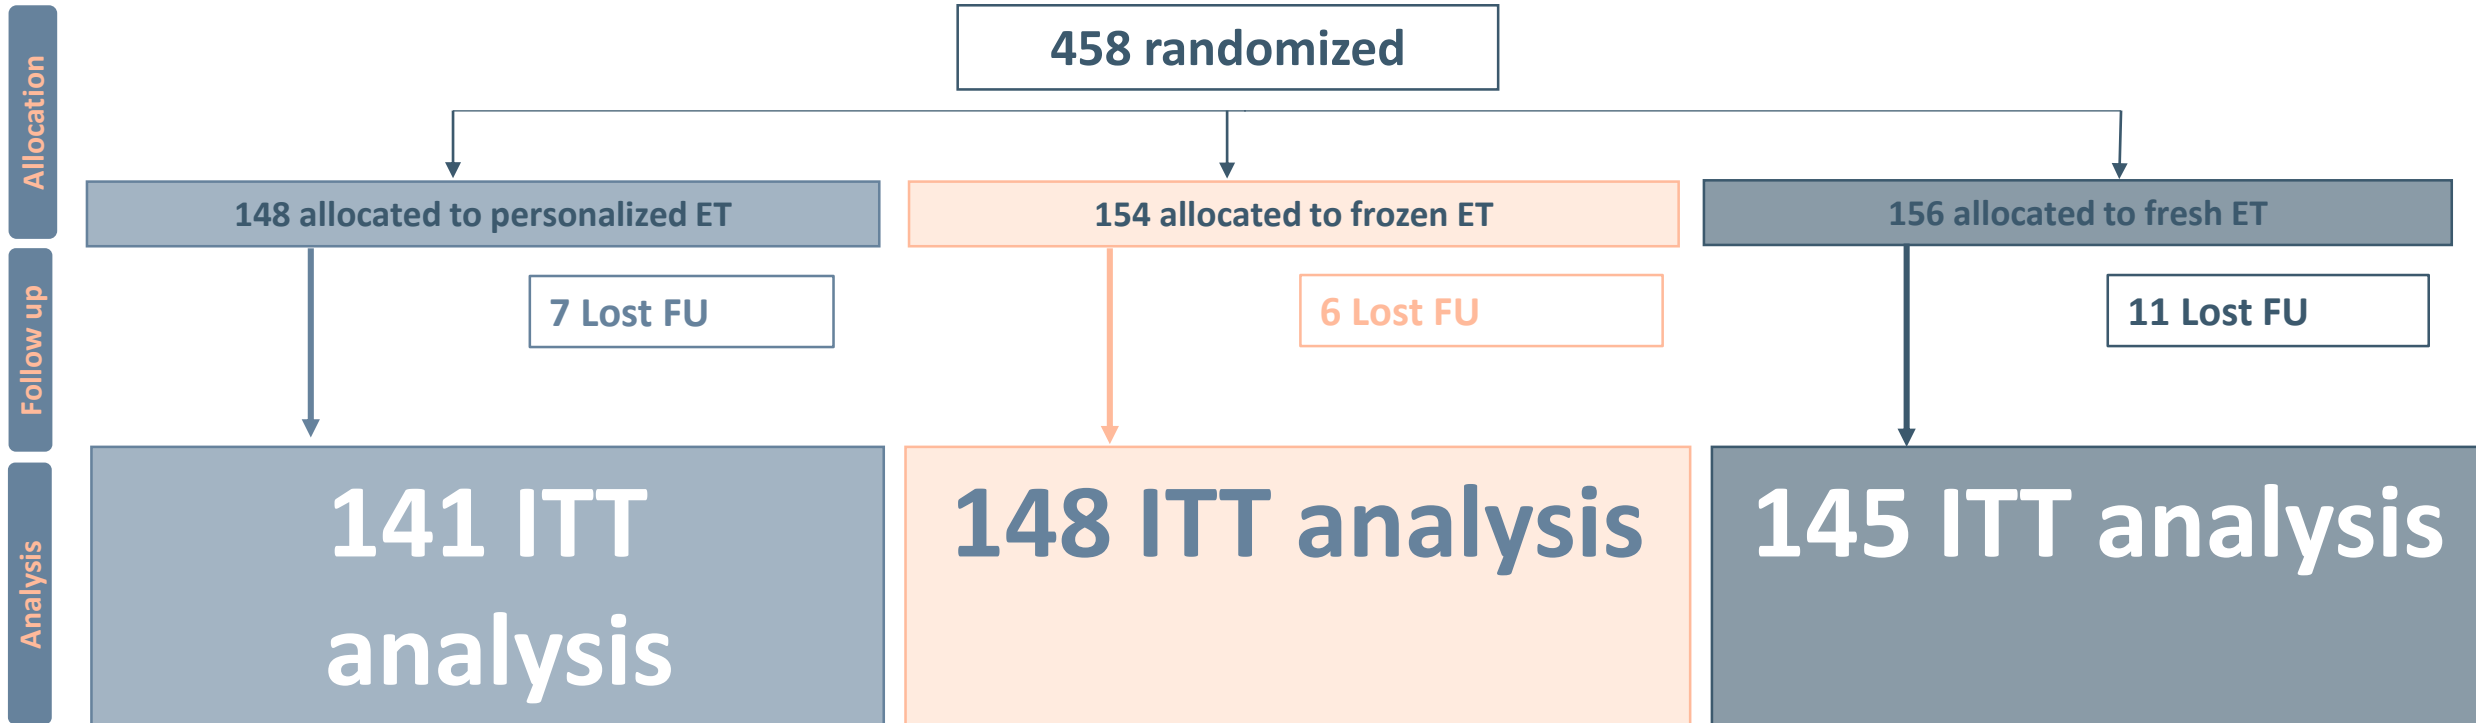 Allocation
458 randomized
148 allocated to personalized ET
154 allocated to frozen ET
156 allocated to fresh ET
Follow up
7 Lost FU
6 Lost FU
11 Lost FU
Analysis
141 ITT
analysis
148 ITT analysis
145 ITT analysis